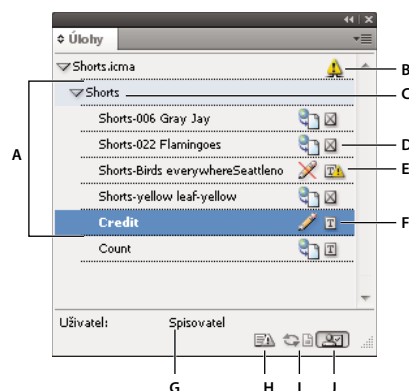 Úlohy
Shorts.icma
B
Shorts
C
Shorts-006 Gray Jay
Shorts-022 Flamingoes
D
A
Shorts-Birds everywhereSeattleno
E
Shorts-yellow leaf-yellow
Credit
F
Count
Uživatel: Spisovatel
G H I J